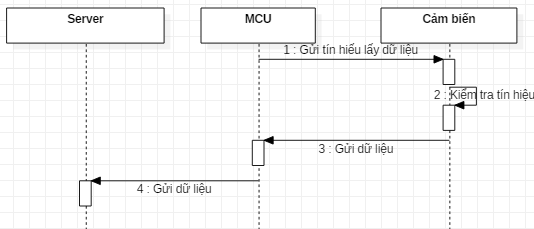 Server
MCU
Cảm biến
1 : Gửi tín hiếu lấy dữ liệu
2 : Kiểm tra tín hiệu
3 : Gửi dữ liệu
4 : Gửi dữ liệu